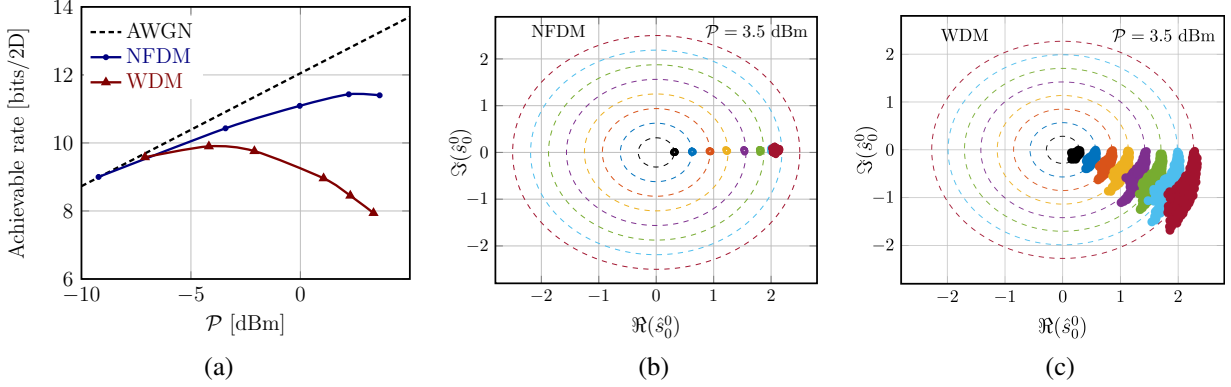 14
12
10
8
6
−10
−5
0
Achievable rate [bits/2D]
P [dBm]
AWGN
NFDM
WDM
(a)
NFDM
P = 3.5 dBm
2
1
0
−1
−2
−2
−1
0
1
2
ℑ(ŝ₀⁰)
ℜ(ŝ₀⁰)
(b)
WDM
P = 3.5 dBm
2
1
0
−1
−2
−2
−1
0
1
2
ℑ(ŝ₀⁰)
ℜ(ŝ₀⁰)
(c)